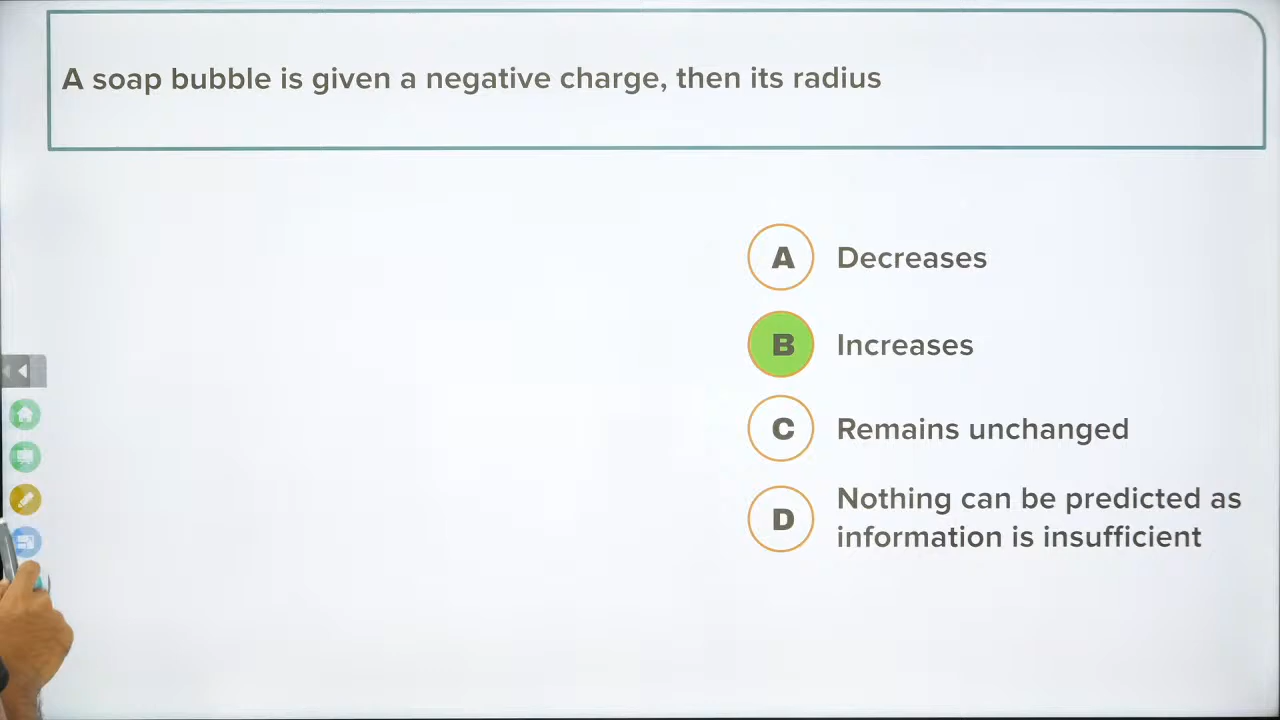 A soap bubble is given a negative charge, then its radius
A Decreases
B Increases
C Remains unchanged
D Nothing can be predicted as
information is insufficient